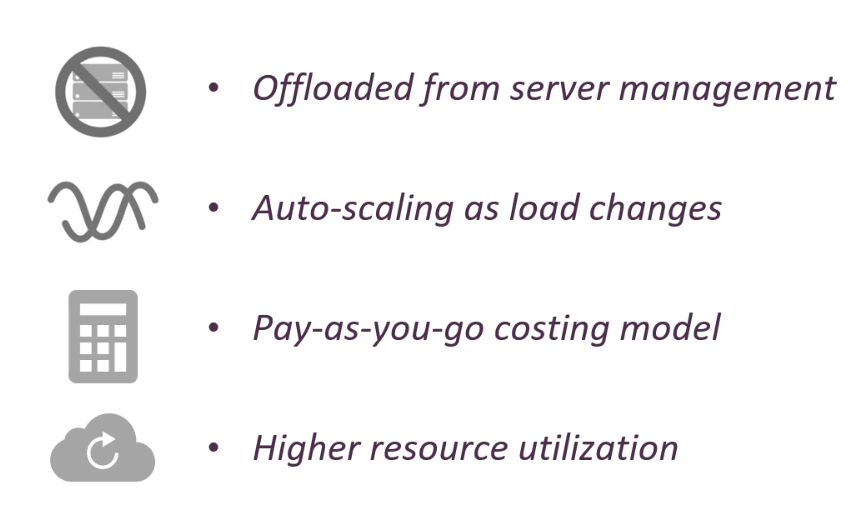 • Offloaded from server management
• Auto-scaling as load changes
• Pay-as-you-go costing model
• Higher resource utilization